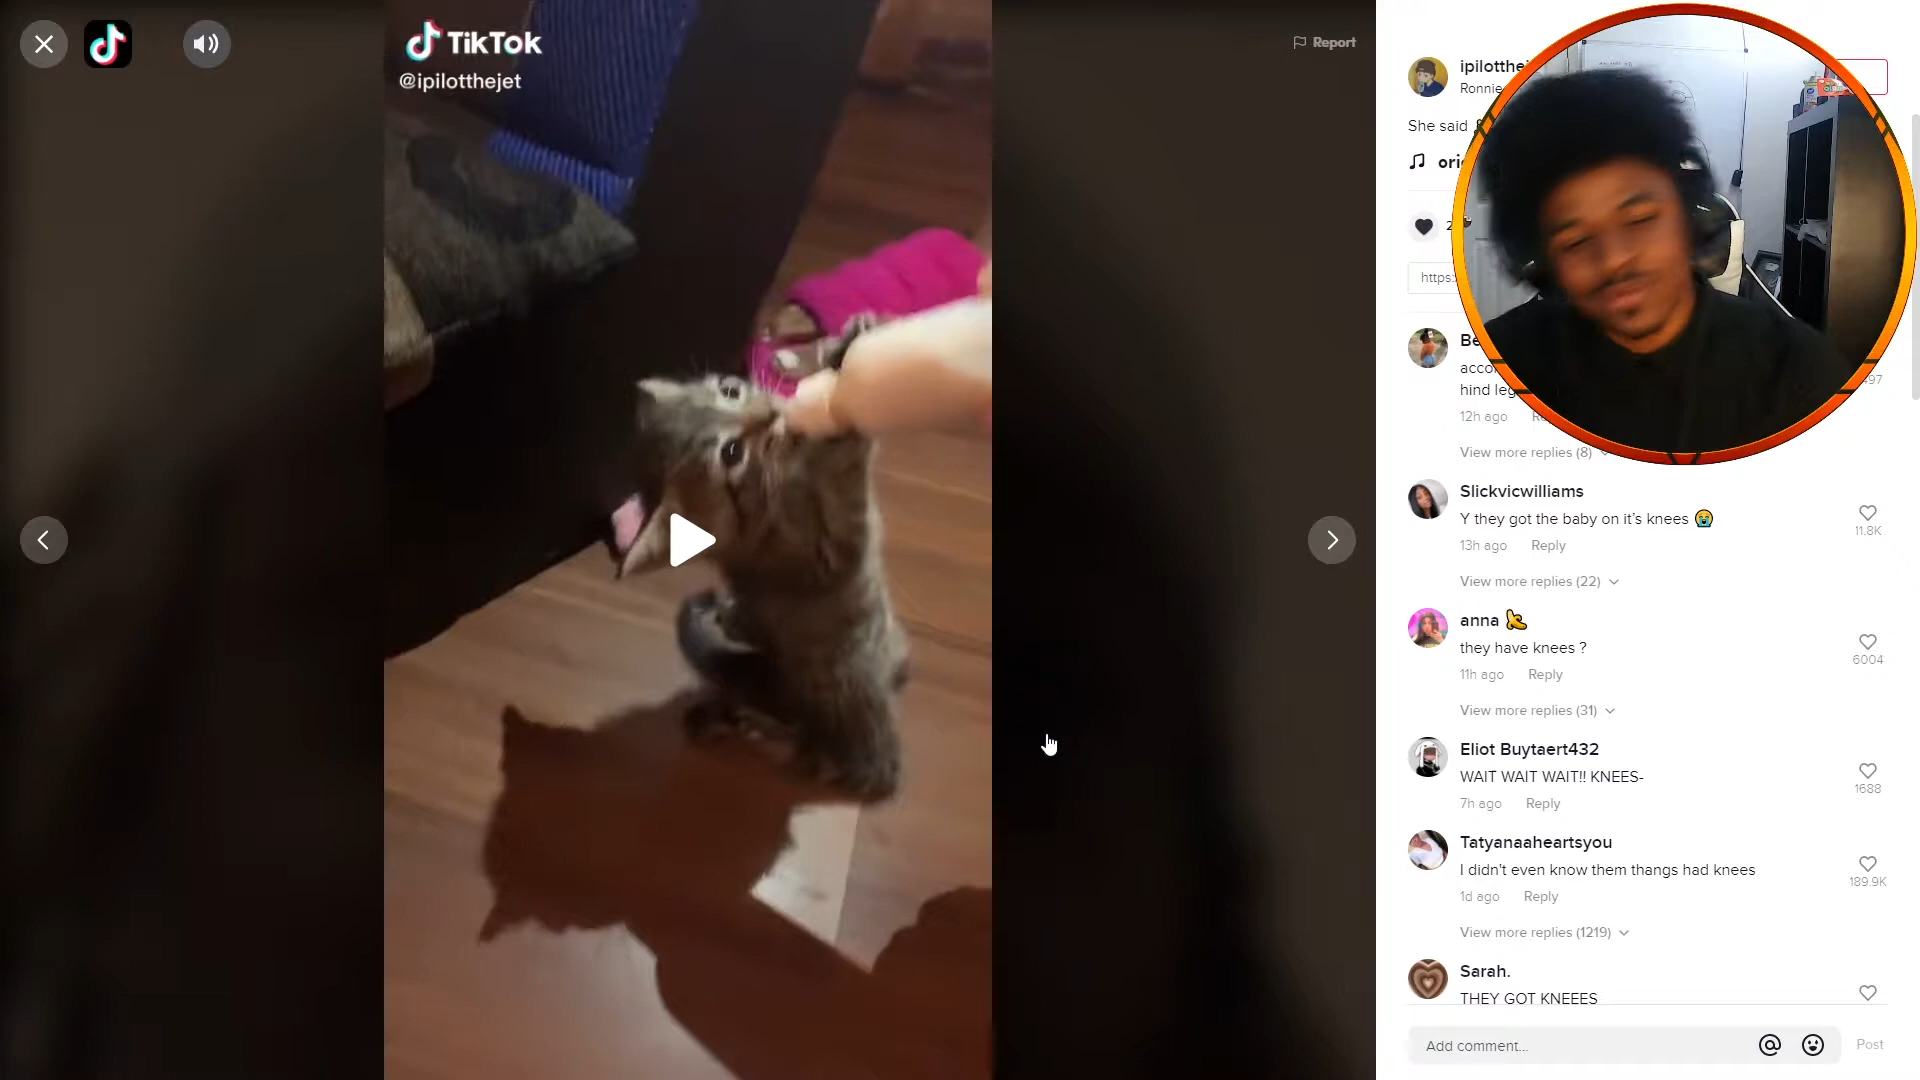 TikTok
@ipilotthejet
Report
ipilotthe
Ronnie
She said
ori
2
https:
Be
acco
hind leg
497
12h ago
View more replies (8)
Slickvicwilliams
Y they got the baby on it's knees 😭
11.8K
13h ago Reply
View more replies (22)
anna
they have knees ?
6004
11h ago Reply
View more replies (31)
Eliot Buytaert432
WAIT WAIT WAIT!! KNEES-
1688
7h ago Reply
Tatyanaaheartsyou
I didn't even know them thangs had knees
189.9K
1d ago Reply
View more replies (1219)
Sarah.
THEY GOT KNEEES
Add comment...
Post